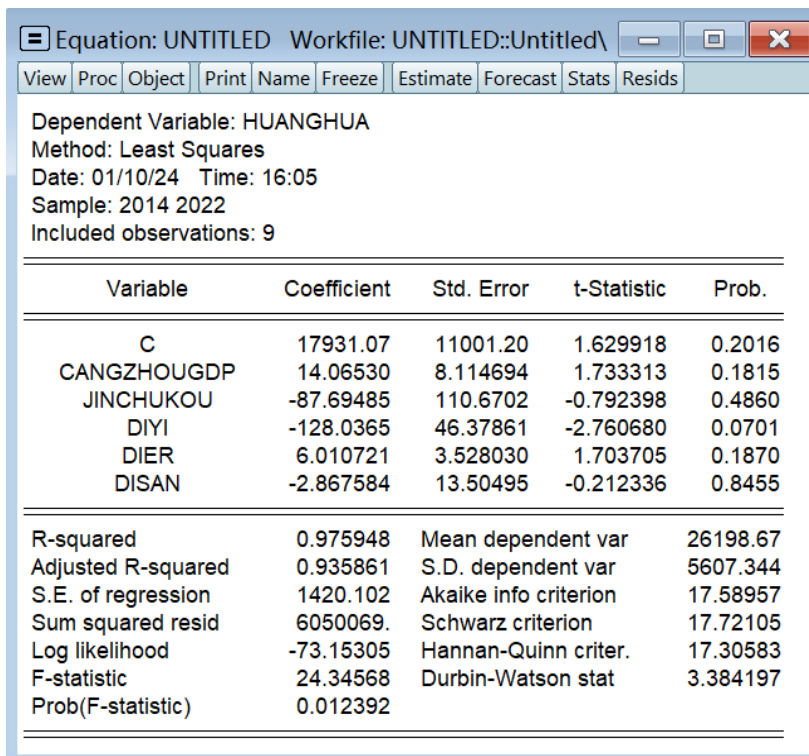 Equation: UNTITLED Workfile: UNTITLED::Untitled\
View Proc Object Print Name Freeze Estimate Forecast Stats Resids
Dependent Variable: HUANGHUA
Method: Least Squares
Date: 01/10/24 Time: 16:05
Sample: 2014 2022
Included observations: 9
Variable Coefficient Std. Error t-Statistic Prob.
C 17931.07 11001.20 1.629918 0.2016
CANGZHOUGDP 14.06530 8.114694 1.733313 0.1815
JINCHUKOU -87.69485 110.6702 -0.792398 0.4860
DIYI -128.0365 46.37861 -2.760680 0.0701
DIER 6.010721 3.528030 1.703705 0.1870
DISAN -2.867584 13.50495 -0.212336 0.8455
R-squared 0.975948 Mean dependent var 26198.67
Adjusted R-squared 0.935861 S.D. dependent var 5607.344
S.E. of regression 1420.102 Akaike info criterion 17.58957
Sum squared resid 6050069. Schwarz criterion 17.72105
Log likelihood -73.15305 Hannan-Quinn criter. 17.30583
F-statistic 24.34568 Durbin-Watson stat 3.384197
Prob(F-statistic) 0.012392